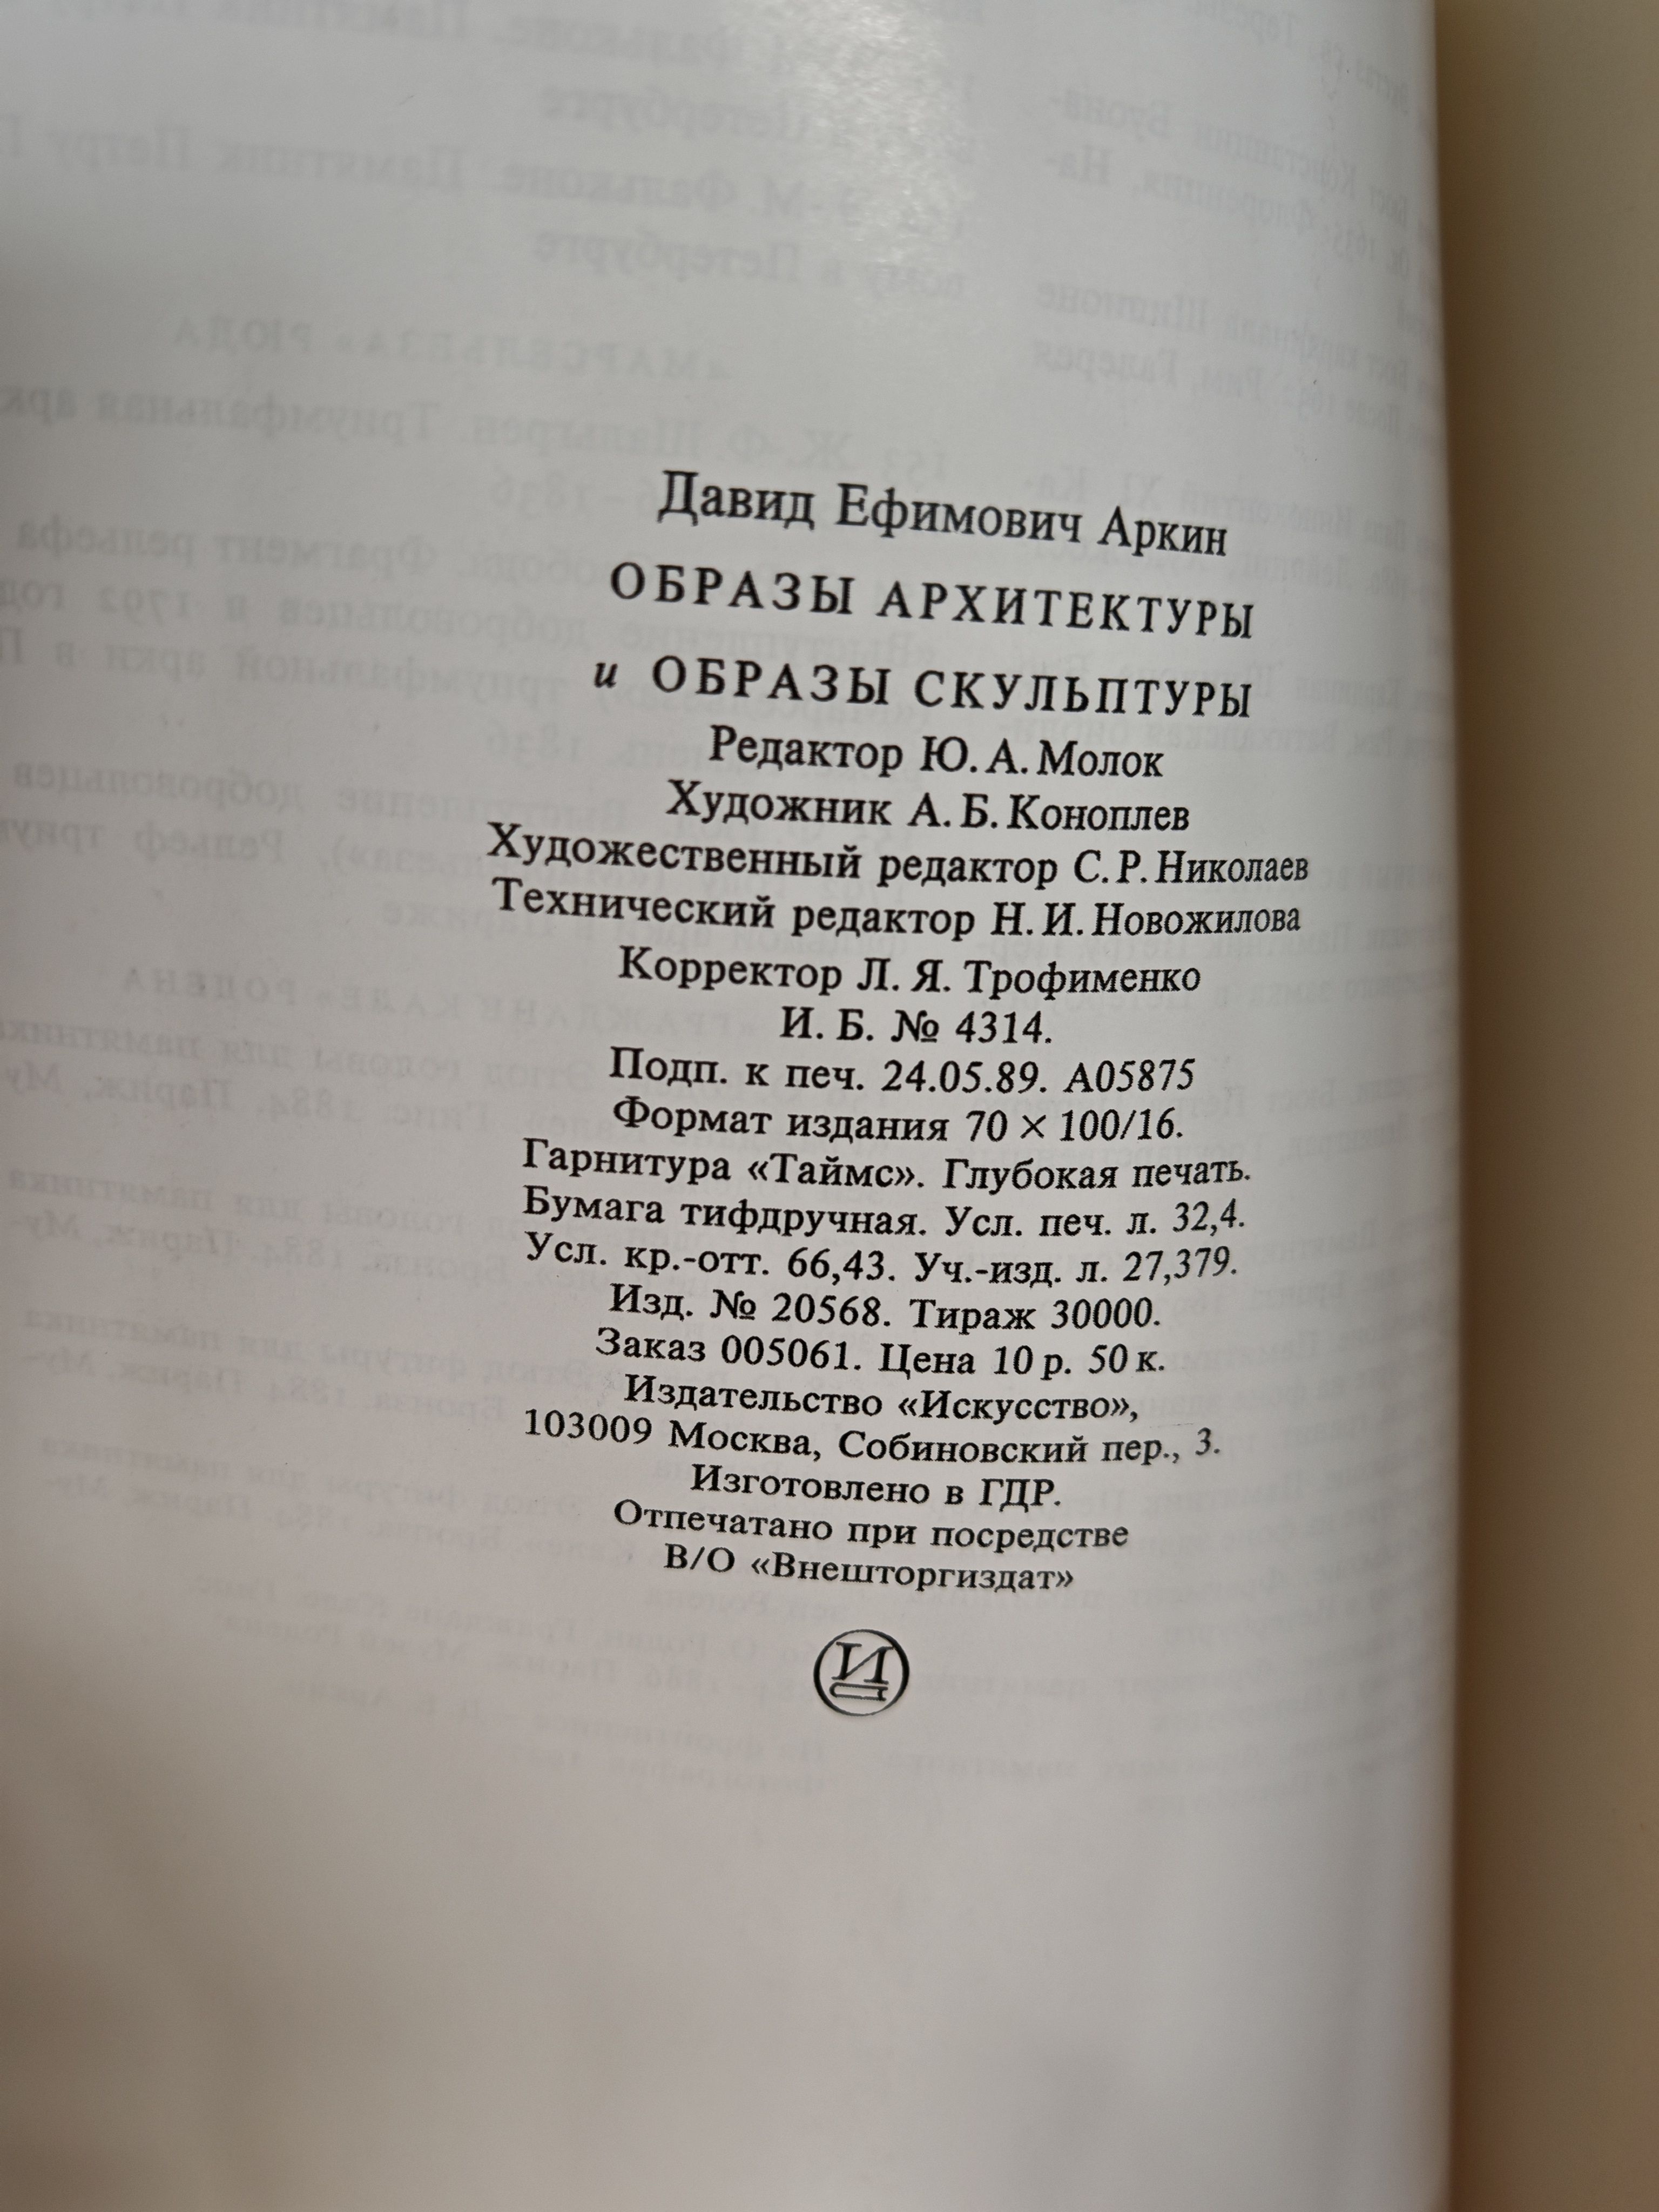 Давид Ефимович Аркин
ОБРАЗЫ АРХИТЕКТУРЫ
и ОБРАЗЫ СКУЛЬПТУРЫ
Редактор Ю. А. Молок
Художник А. Б. Коноплев
Художественный редактор С. Р. Николаев
Технический редактор Н. И. Новожилова
Корректор Л. Я. Трофименко
И. Б. № 4314.
Подп. к печ. 24.05.89. А05875
Формат издания 70 × 100/16.
Гарнитура «Таймс». Глубокая печать.
Бумага тифдручная. Усл. печ. л. 32,4.
Усл. кр.-отт. 66,43. Уч.-изд. л. 27,379.
Изд. № 20568. Тираж 30000.
Заказ 005061. Цена 10 р. 50 к.
Издательство «Искусство»,
103009 Москва, Собиновский пер., 3.
Изготовлено в ГДР.
Отпечатано при посредстве
В/О «Внешторгиздат»
И